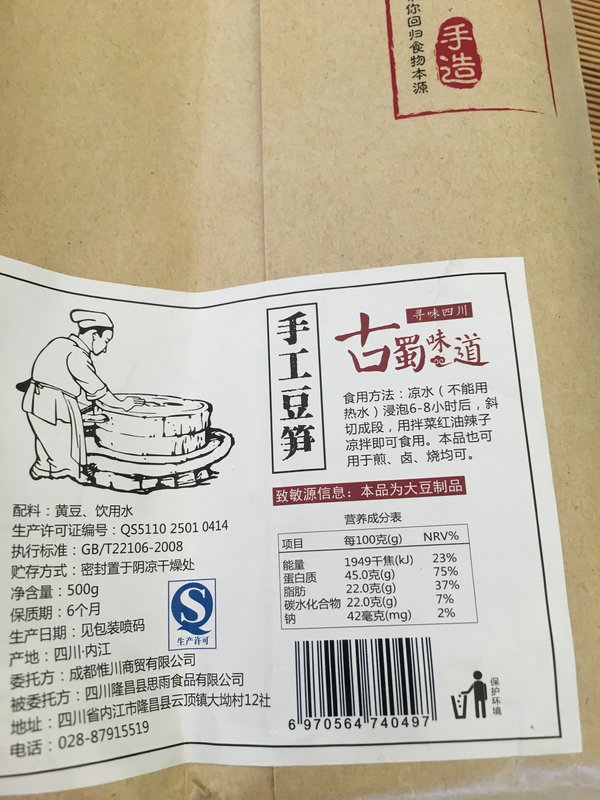 你回归食物本源
手造
手工豆笋
寻味四川
古蜀味道
食用方法：凉水（不能用
热水）浸泡6-8小时后，斜
切成段，用拌菜红油辣子
凉拌即可食用。本品也可
用于煎、卤、烧均可。
致敏源信息：本品为大豆制品
营养成分表
项目 每100克(g) NRV%
能量 1949千焦(kJ) 23%
蛋白质 45.0克(g) 75%
脂肪 22.0克(g) 37%
碳水化合物 22.0克(g) 7%
钠 42毫克(mg) 2%
配料：黄豆、饮用水
生产许可证编号：QS5110 2501 0414
执行标准：GB/T22106-2008
贮存方式：密封置于阴凉干燥处
净含量：500g
保质期：6个月
生产日期：见包装喷码
产地：四川·内江
委托方：成都惟川商贸有限公司
被委托方：四川隆昌县思雨食品有限公司
地址：四川省内江市隆昌县云顶镇大坳村12社
电话：028-87915519
生产许可
6 970564 740497
保护环境